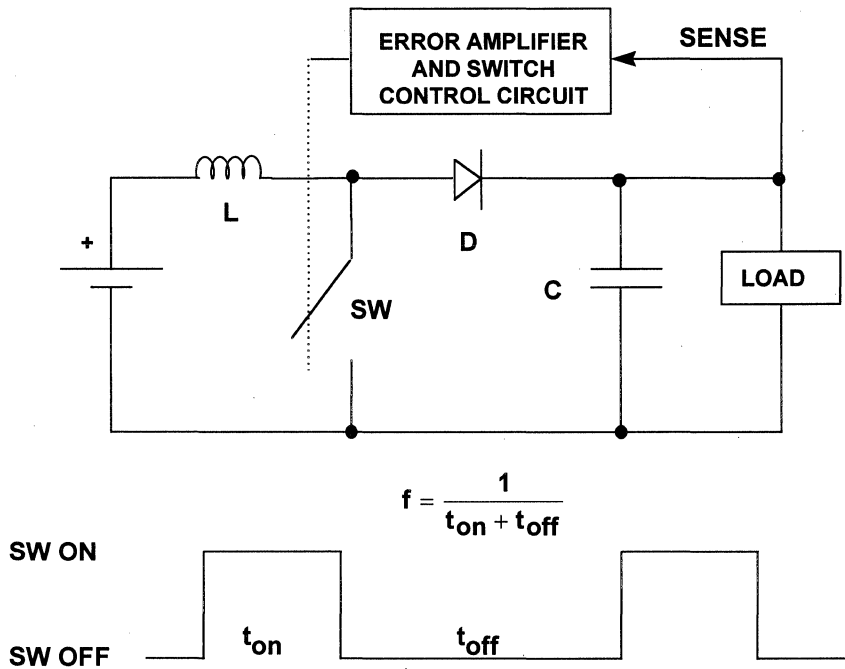 ERROR AMPLIFIER
AND SWITCH
CONTROL CIRCUIT
SENSE
L
D
+
SW
C
LOAD
f = 1 / (ton + toff)
SW ON
ton
toff
SW OFF